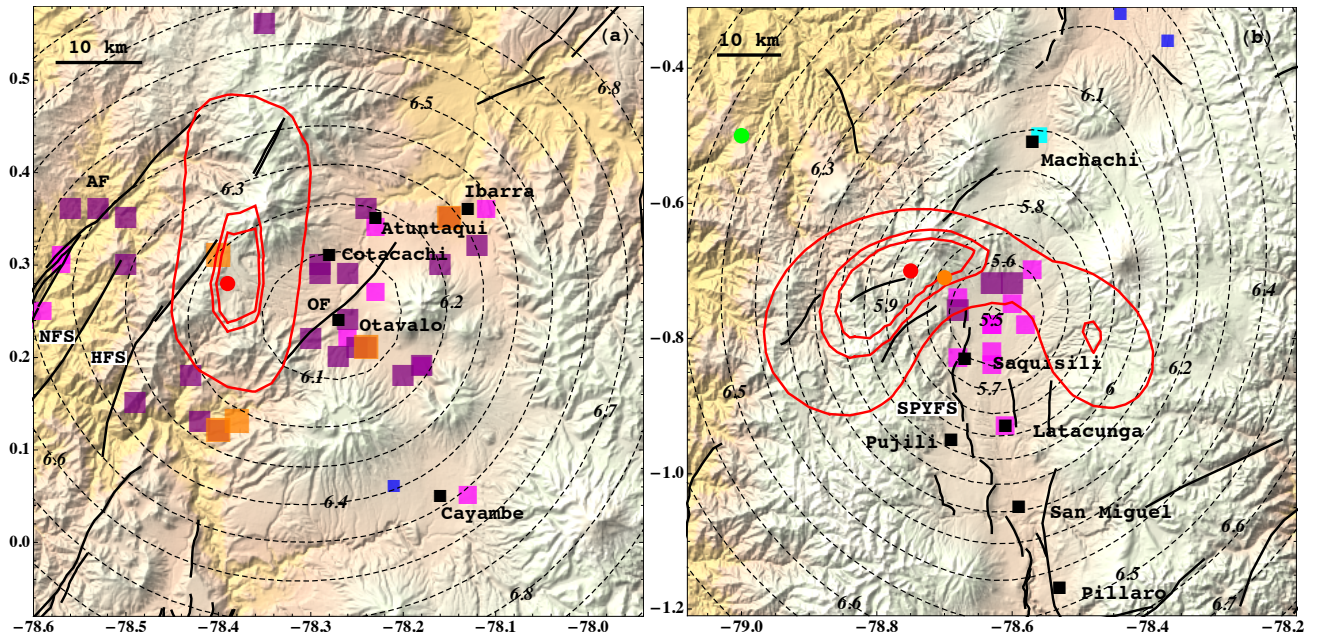 10 km
(a)
6.8
0.5
6.5
0.4
AF
6.3
Ibarra
Atuntaqui
0.3
Cotacachi
OF
6.2
Otavalo
NFS
HFS
0.2
6.1
6.7
0.1
6.6
6.4
Cayambe
0.0
6.8
−78.6
−78.5
−78.4
−78.3
−78.2
−78.1
−78.0
10 km
(b)
−0.4
6.1
Machachi
6.3
−0.6
5.8
5.6
6.4
5.9
5.5
−0.8
Saquisili
6.2
6.5
5.7
6
SPYFS
Pujili
Latacunga
−1.0
San Miguel
6.6
6.5
Pillaro
6.6
6.7
−1.2
−79.0
−78.8
−78.6
−78.4
−78.2